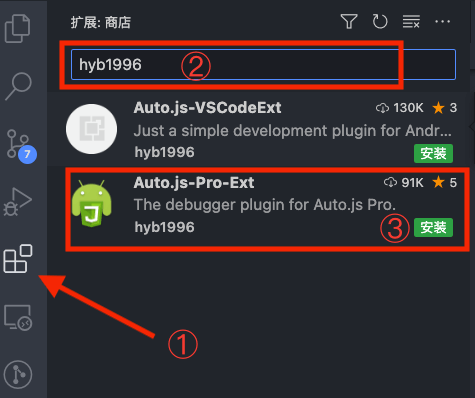 扩展: 商店
hyb1996
②
Auto.js-VSCodeExt 130K ★ 3
Just a simple development plugin for Andr...
hyb1996 安装
7
Auto.js-Pro-Ext 91K ★ 5
The debugger plugin for Auto.js Pro.
hyb1996 ③ 安装
J
①